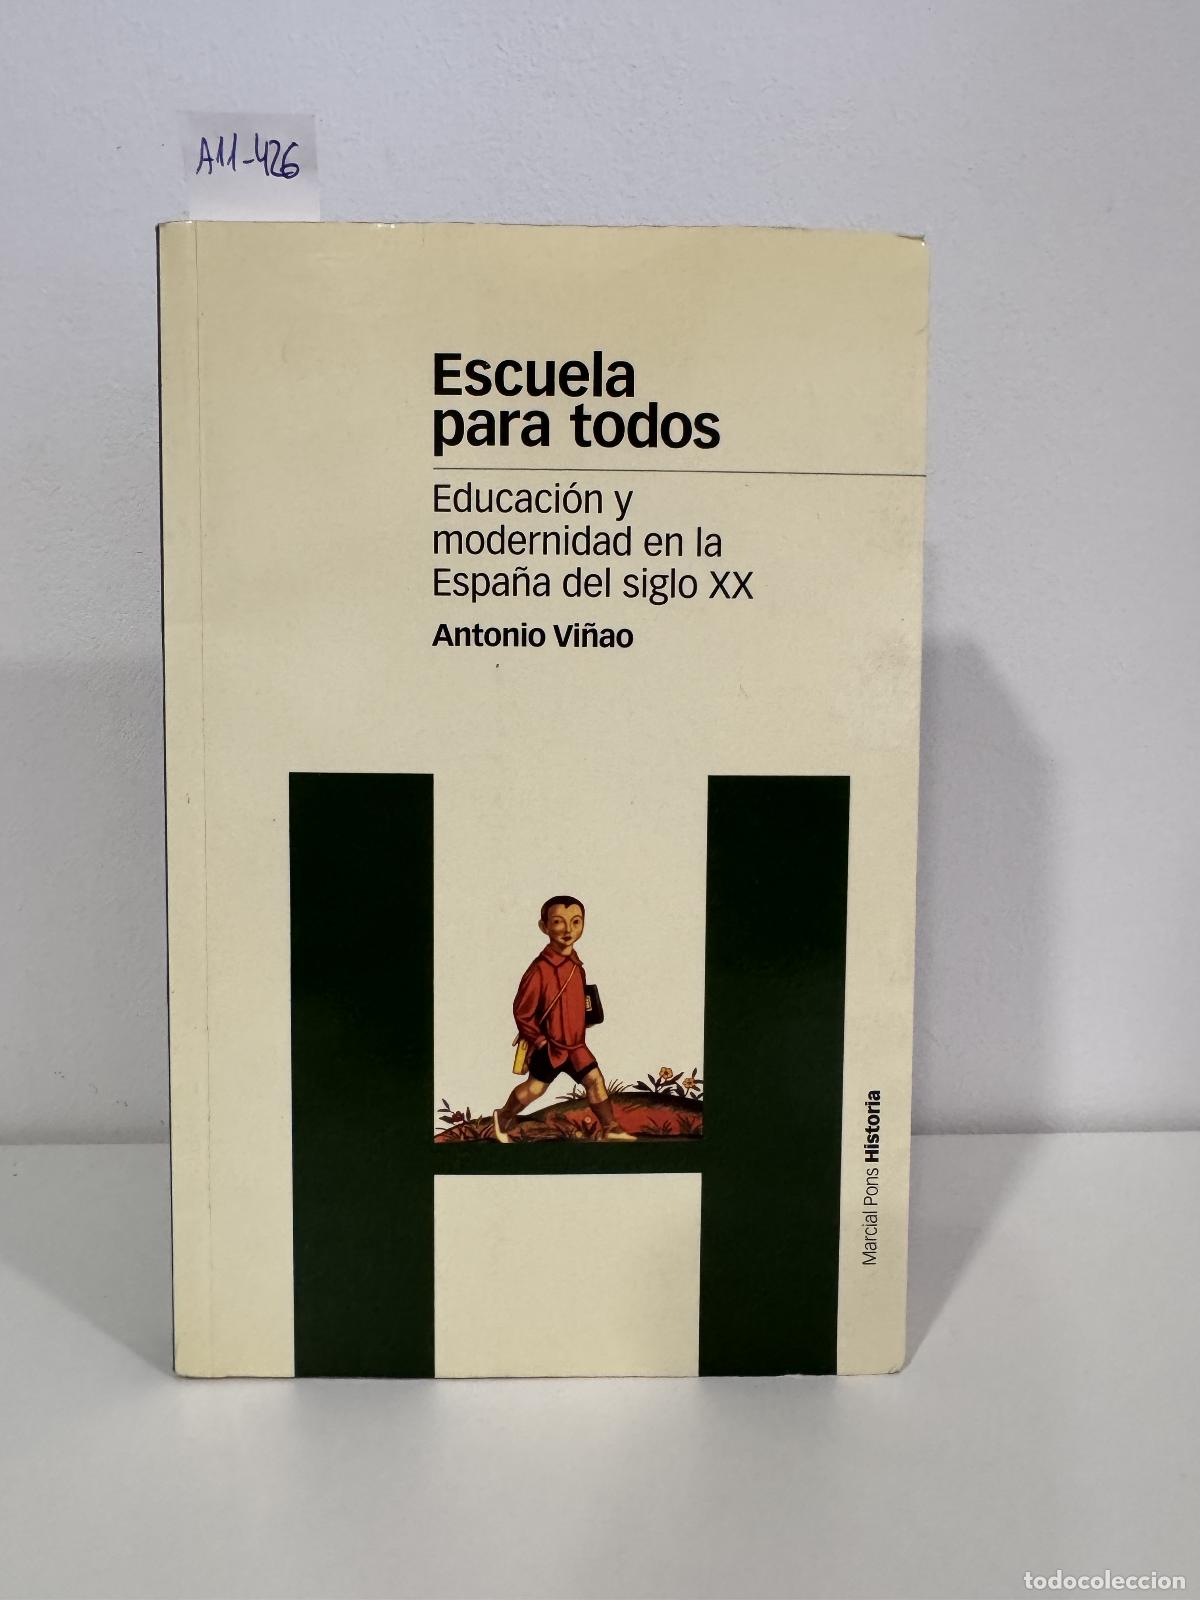 A11-426
Escuela
para todos
Educación y
modernidad en la
España del siglo XX
Antonio Viñao
Marcial Pons Historia
todocoleccion